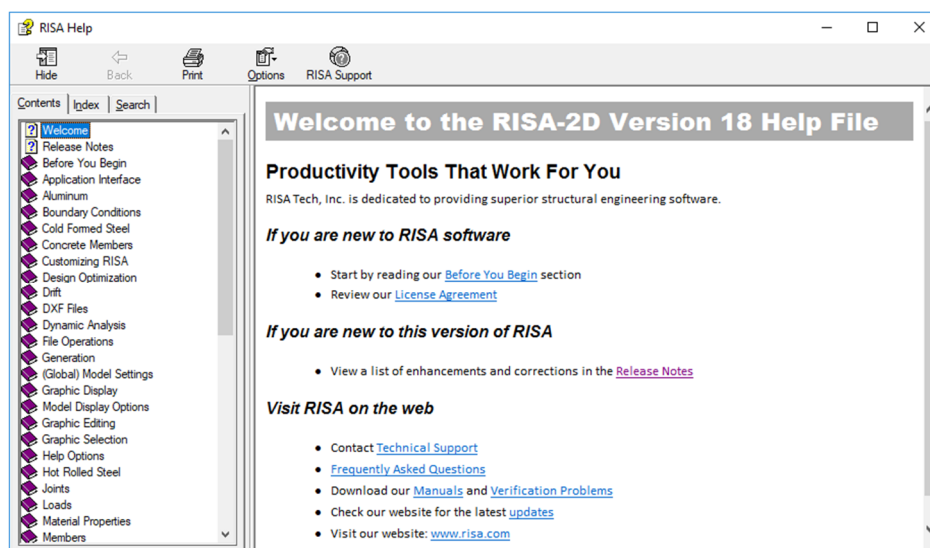 RISA Help
Hide
Back
Print
Options
RISA Support
Contents
Index
Search
Welcome
Release Notes
Before You Begin
Application Interface
Aluminum
Boundary Conditions
Cold Formed Steel
Concrete Members
Customizing RISA
Design Optimization
Drift
DXF Files
Dynamic Analysis
File Operations
Generation
(Global) Model Settings
Graphic Display
Model Display Options
Graphic Editing
Graphic Selection
Help Options
Hot Rolled Steel
Joints
Loads
Material Properties
Members
Welcome to the RISA-2D Version 18 Help File
Productivity Tools That Work For You
RISA Tech, Inc. is dedicated to providing superior structural engineering software.
If you are new to RISA software
• Start by reading our Before You Begin section
• Review our License Agreement
If you are new to this version of RISA
• View a list of enhancements and corrections in the Release Notes
Visit RISA on the web
• Contact Technical Support
• Frequently Asked Questions
• Download our Manuals and Verification Problems
• Check our website for the latest updates
• Visit our website: www.risa.com